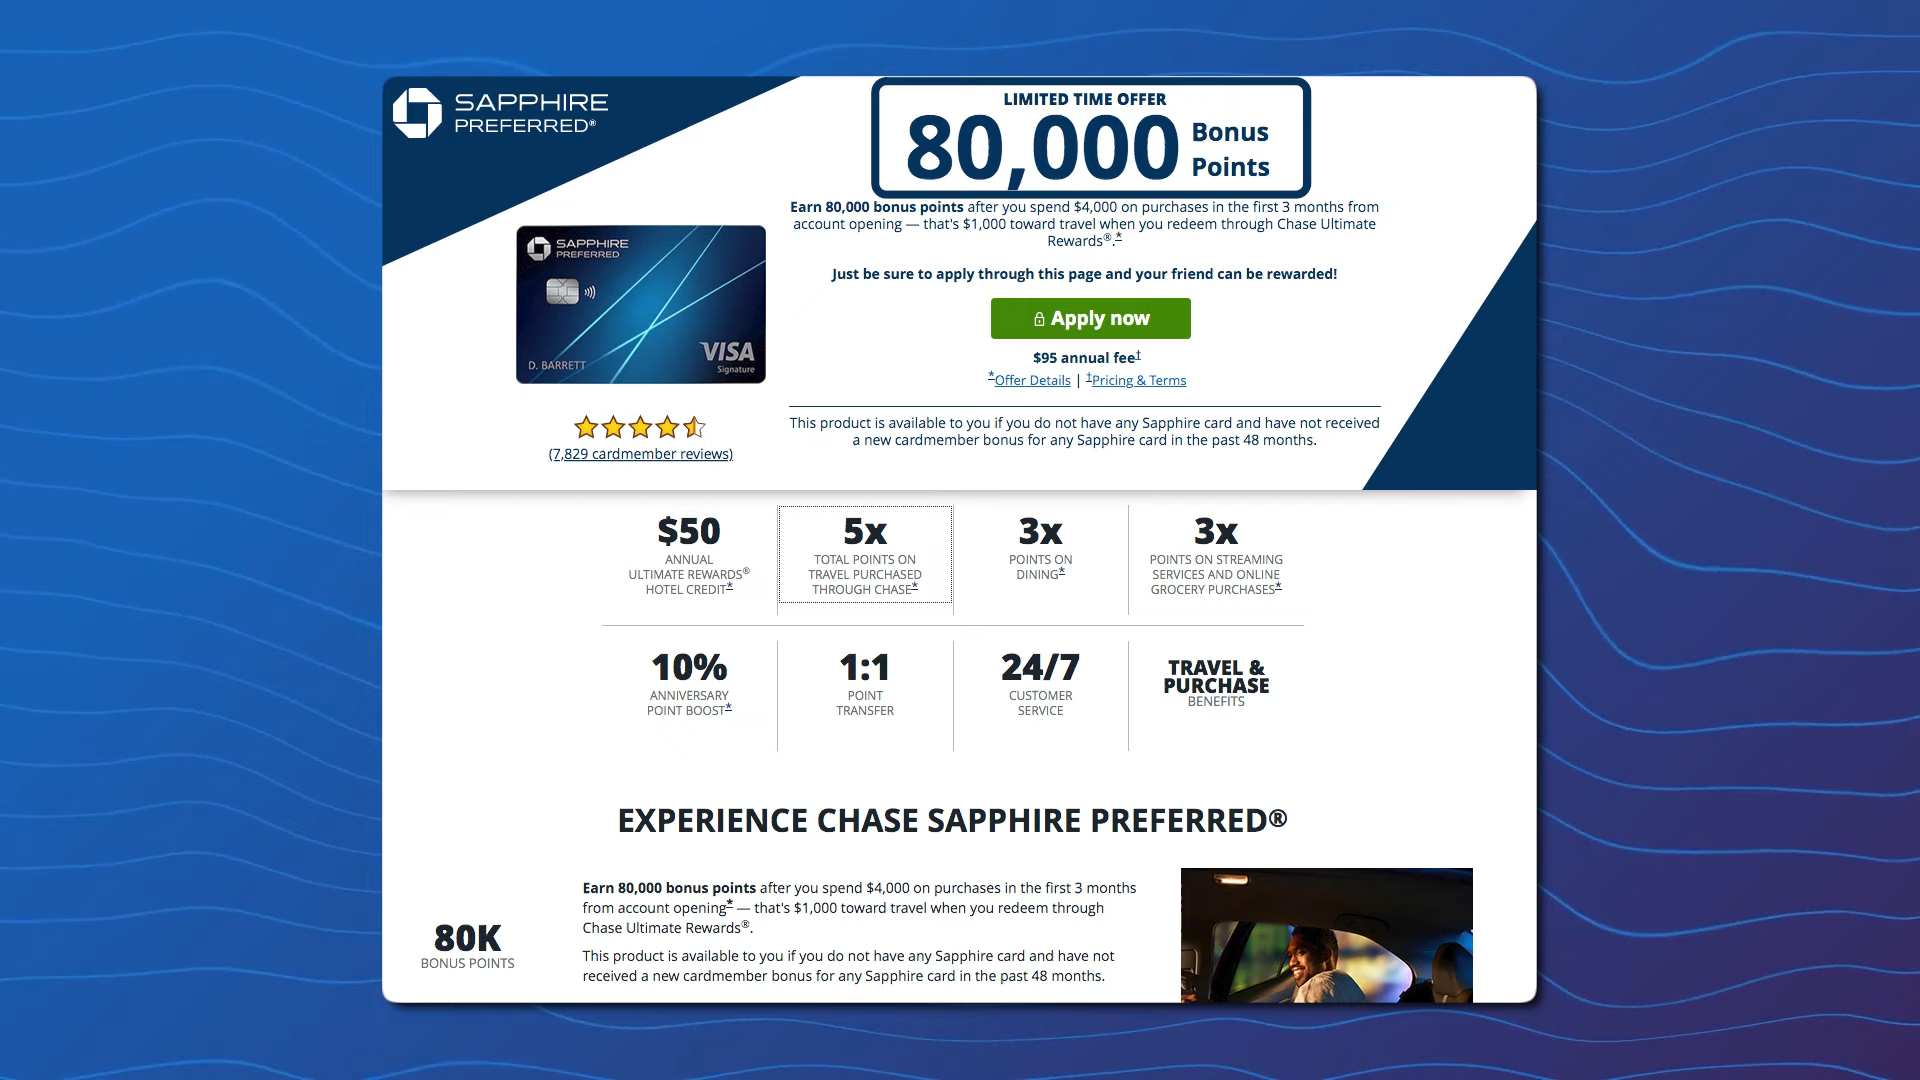 SAPPHIRE
PREFERRED®
LIMITED TIME OFFER
80,000 Bonus Points
Earn 80,000 bonus points after you spend $4,000 on purchases in the first 3 months from
account opening — that's $1,000 toward travel when you redeem through Chase Ultimate
Rewards®.*
Just be sure to apply through this page and your friend can be rewarded!
Apply now
$95 annual fee†
*Offer Details | †Pricing & Terms
This product is available to you if you do not have any Sapphire card and have not received
a new cardmember bonus for any Sapphire card in the past 48 months.
SAPPHIRE
PREFERRED
D. BARRETT
VISA
Signature
(7,829 cardmember reviews)
$50
ANNUAL
ULTIMATE REWARDS®
HOTEL CREDIT*
5x
TOTAL POINTS ON
TRAVEL PURCHASED
THROUGH CHASE*
3x
POINTS ON
DINING*
3x
POINTS ON STREAMING
SERVICES AND ONLINE
GROCERY PURCHASES*
10%
ANNIVERSARY
POINT BOOST*
1:1
POINT
TRANSFER
24/7
CUSTOMER
SERVICE
TRAVEL &
PURCHASE
BENEFITS
EXPERIENCE CHASE SAPPHIRE PREFERRED®
80K
BONUS POINTS
Earn 80,000 bonus points after you spend $4,000 on purchases in the first 3 months
from account opening* — that's $1,000 toward travel when you redeem through
Chase Ultimate Rewards®.
This product is available to you if you do not have any Sapphire card and have not
received a new cardmember bonus for any Sapphire card in the past 48 months.